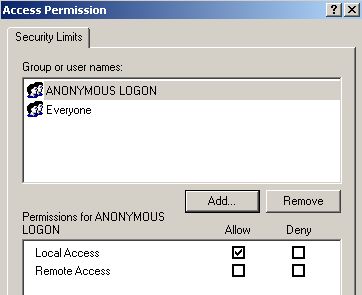 Access Permission
Security Limits
Group or user names:
ANONYMOUS LOGON
Everyone
Add... Remove
Permissions for ANONYMOUS
LOGON Allow Deny
Local Access
Remote Access